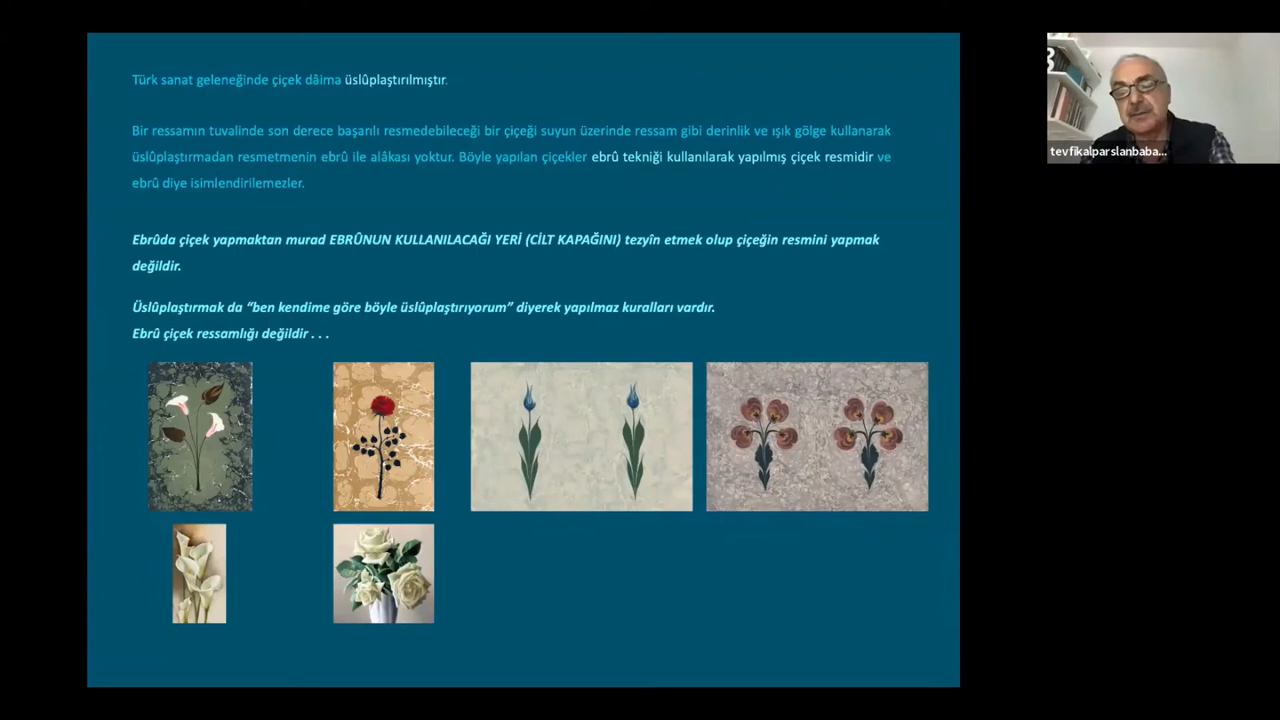 Türk sanat geleneğinde çiçek dâima üslûplaştırılmıştır.
Bir ressamın tuvalinde son derece başarılı resmedebileceği bir çiçeği suyun üzerinde ressam gibi derinlik ve ışık gölge kullanarak
üslûplaştırmadan resmetmenin ebrû ile alâkası yoktur. Böyle yapılan çiçekler ebrû tekniği kullanılarak yapılmış çiçek resmidir ve
ebrû diye isimlendirilemezler.
Ebrûda çiçek yapmaktan murad EBRÛNUN KULLANILACAĞI YERİ (CİLT KAPAĞINI) tezyîn etmek olup çiçeğin resmini yapmak
değildir.
Üslûplaştırmak da “ben kendime göre böyle üslûplaştırıyorum” diyerek yapılmaz kuralları vardır.
Ebrû çiçek ressamlığı değildir . . .
tevfikalparslanbaba...